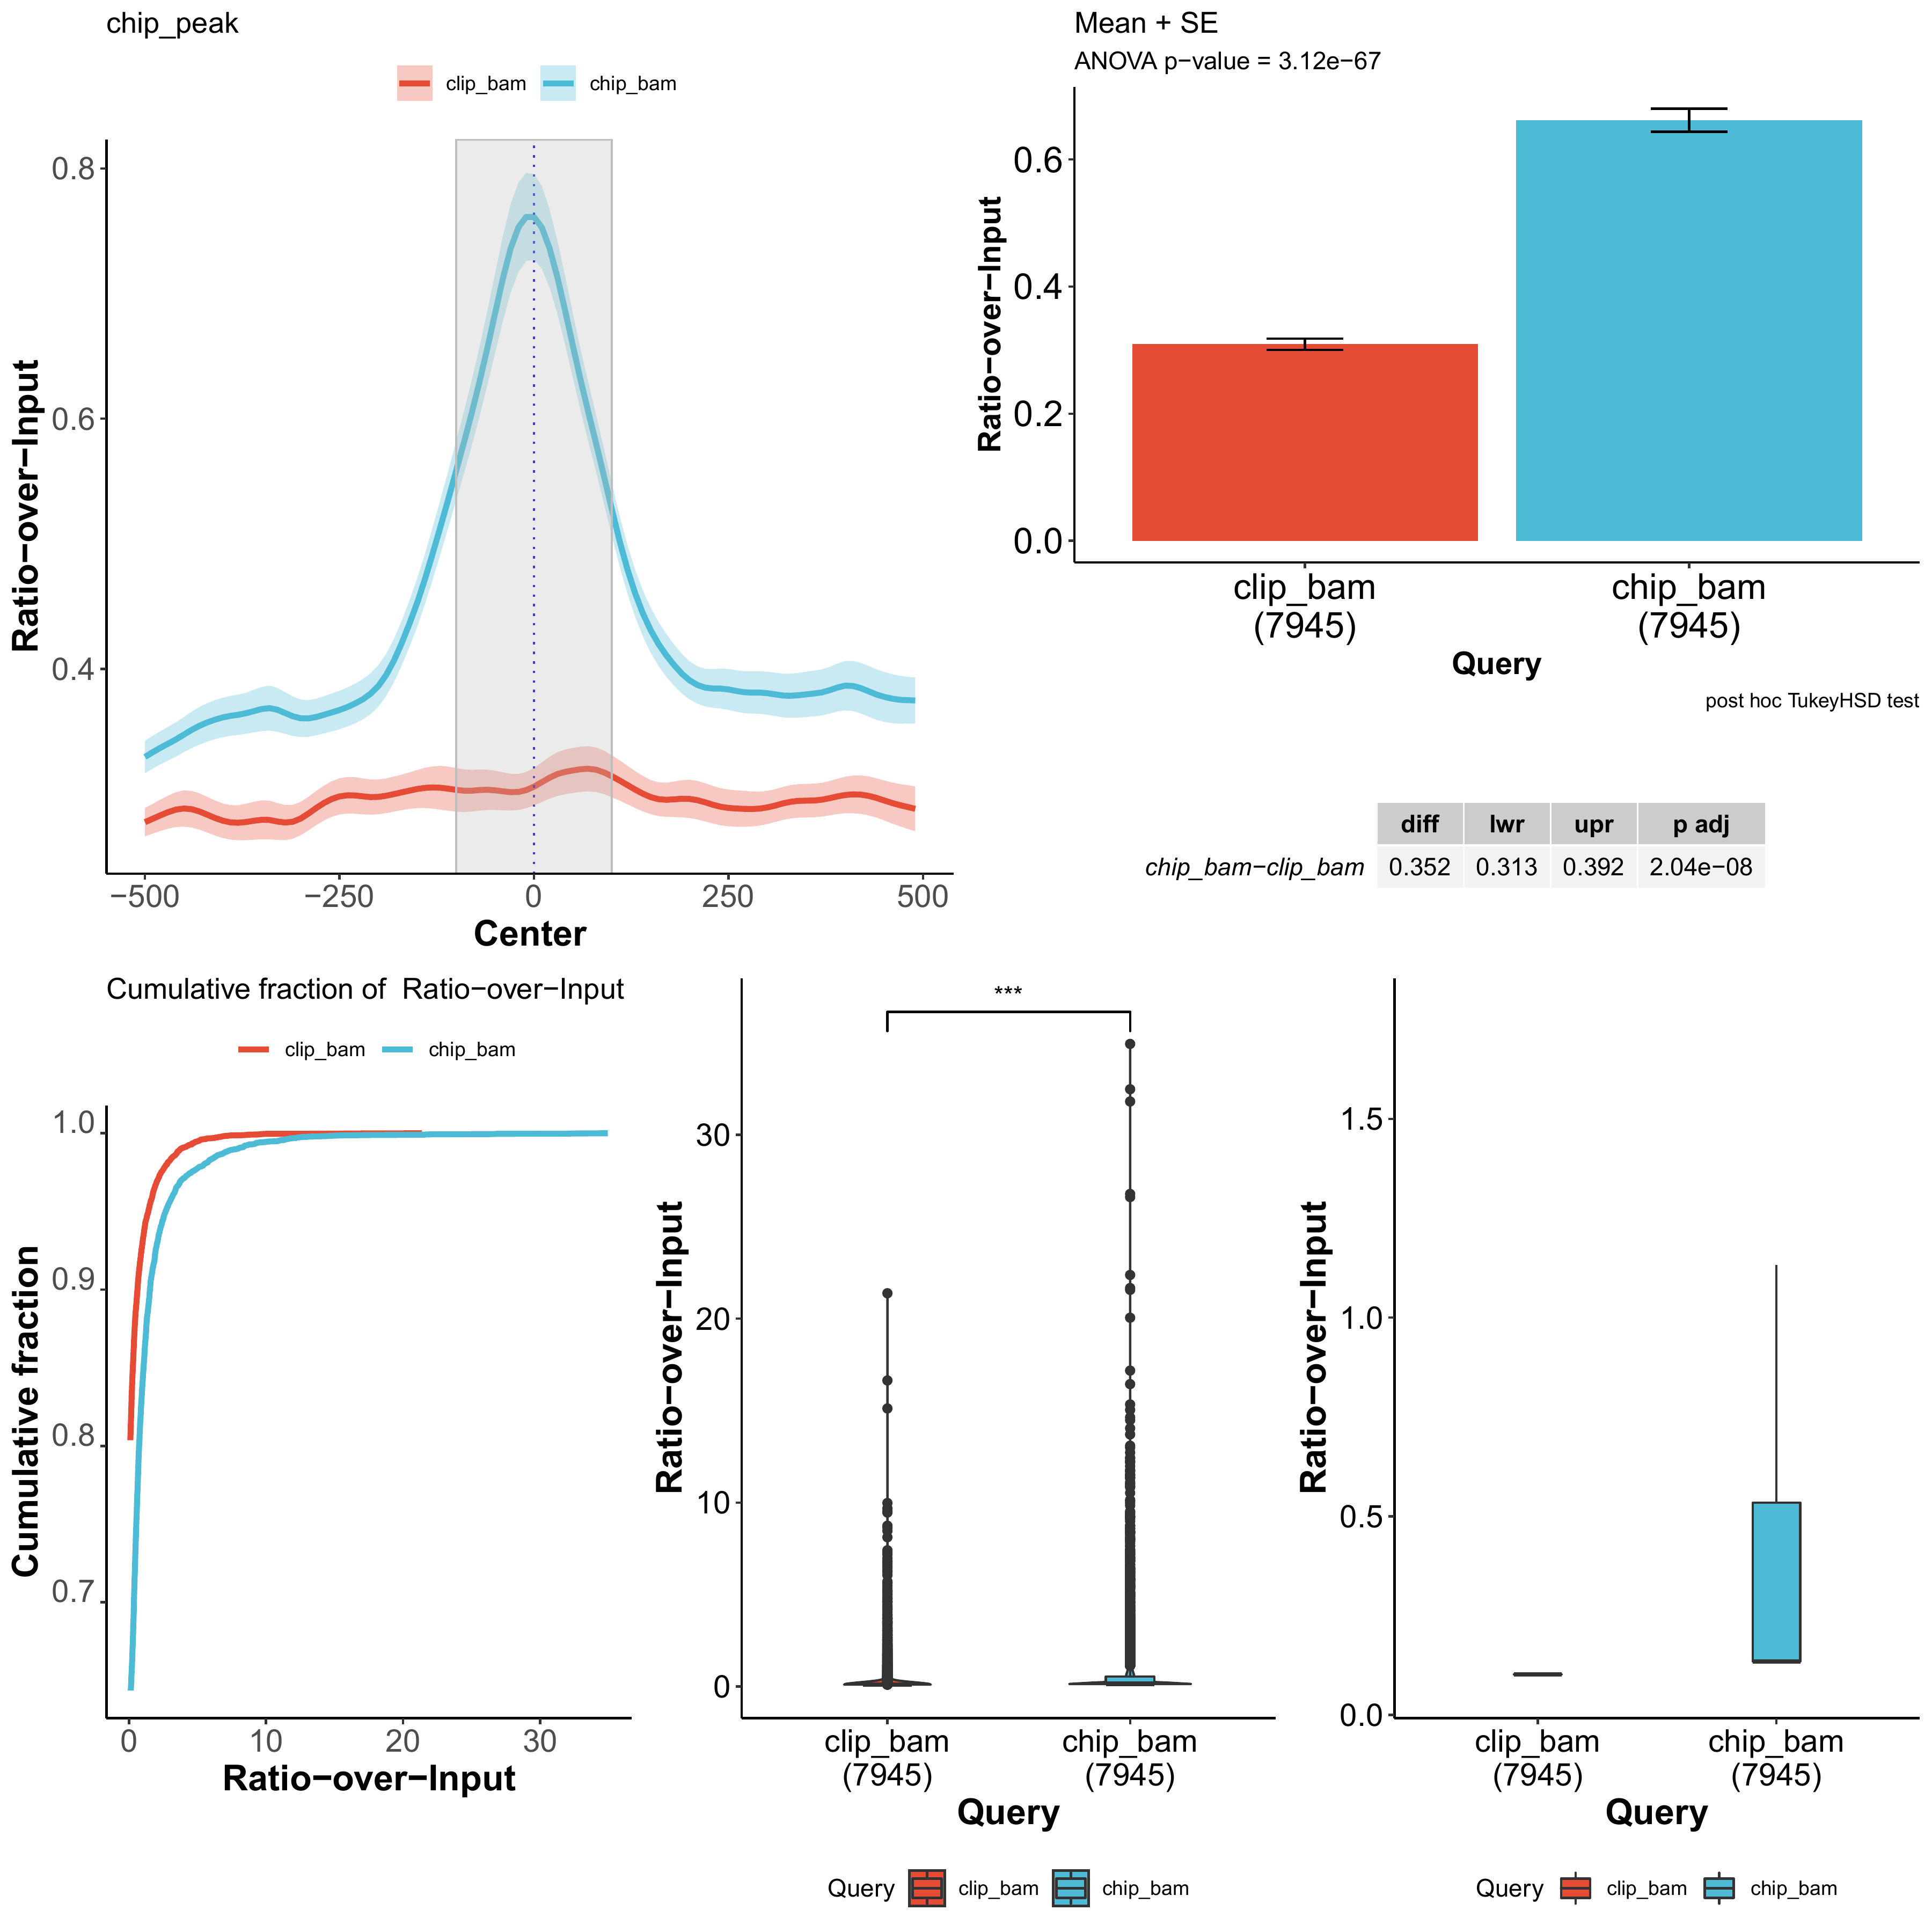 chip_peak
clip_bam chip_bam
Ratio−over−Input
0.8
0.6
0.4
−500 −250 0 250 500
Center
Mean + SE
ANOVA p−value = 3.12e−67
Ratio−over−Input
0.6
0.4
0.2
0.0
clip_bam chip_bam
(7945) (7945)
Query
post hoc TukeyHSD test
diff lwr upr p adj
chip_bam−clip_bam 0.352 0.313 0.392 2.04e−08
Cumulative fraction of  Ratio−over−Input
clip_bam chip_bam
Cumulative fraction
1.0
0.9
0.8
0.7
0 10 20 30
Ratio−over−Input
***
Ratio−over−Input
30
20
10
0
clip_bam chip_bam
(7945) (7945)
Query
Query clip_bam chip_bam
Ratio−over−Input
1.5
1.0
0.5
0.0
clip_bam chip_bam
(7945) (7945)
Query
Query clip_bam chip_bam